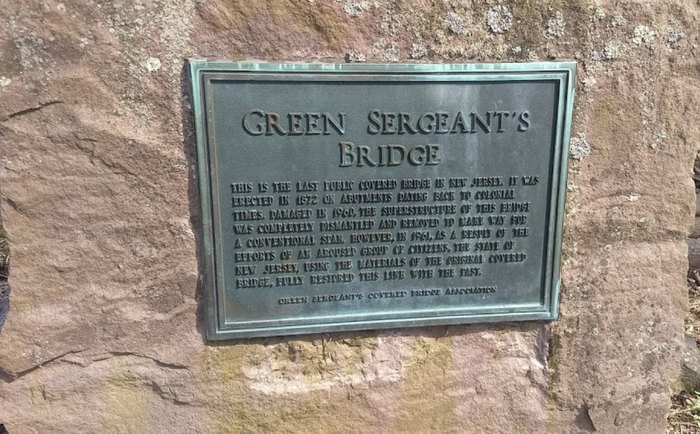 GREEN SERGEANT'S
BRIDGE
THIS IS THE LAST PUBLIC COVERED BRIDGE IN NEW JERSEY. IT WAS
ERECTED IN 1872 ON ABUTMENTS DATING BACK TO COLONIAL
TIMES. DAMAGED IN 1960, THE SUPERSTRUCTURE OF THIS BRIDGE
WAS COMPLETELY DISMANTLED AND REMOVED TO MAKE WAY FOR
A CONVENTIONAL SPAN. HOWEVER, IN 1961, AS A RESULT OF THE
EFFORTS OF AN AROUSED GROUP OF CITIZENS, THE STATE OF
NEW JERSEY, USING THE MATERIALS OF THE ORIGINAL COVERED
BRIDGE, FULLY RESTORED THIS LINK WITH THE PAST.
GREEN SERGEANT'S COVERED BRIDGE ASSOCIATION